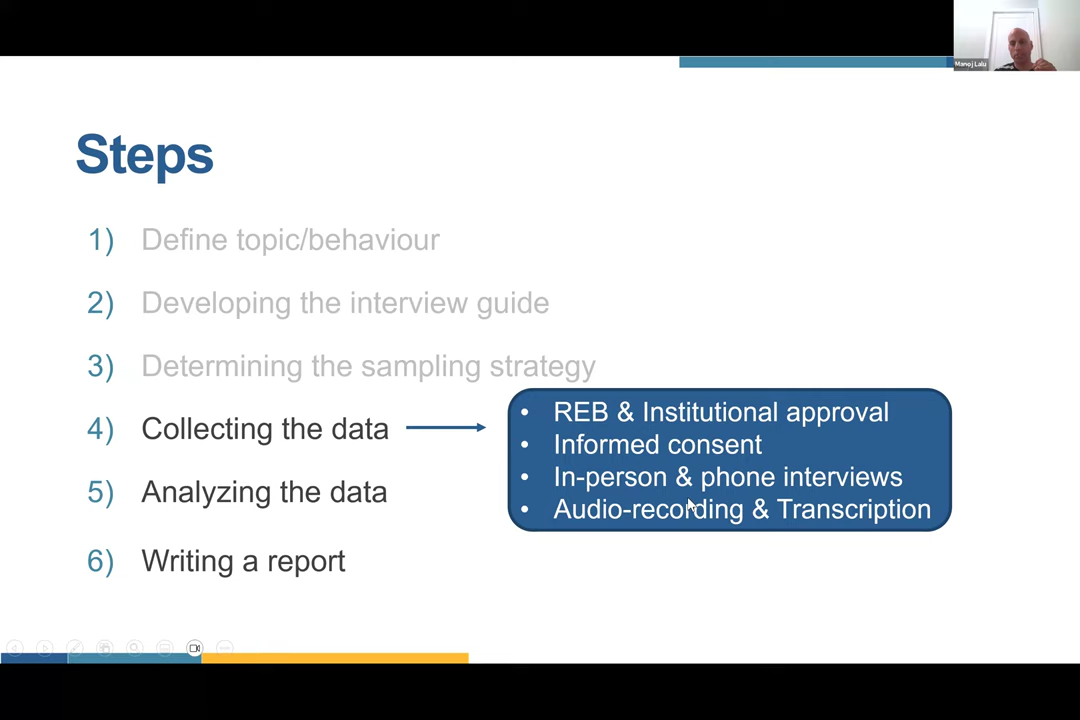 Manoj Lalu
Steps
1) Define topic/behaviour
2) Developing the interview guide
3) Determining the sampling strategy
4) Collecting the data
• REB & Institutional approval
• Informed consent
• In-person & phone interviews
• Audio-recording & Transcription
5) Analyzing the data
6) Writing a report